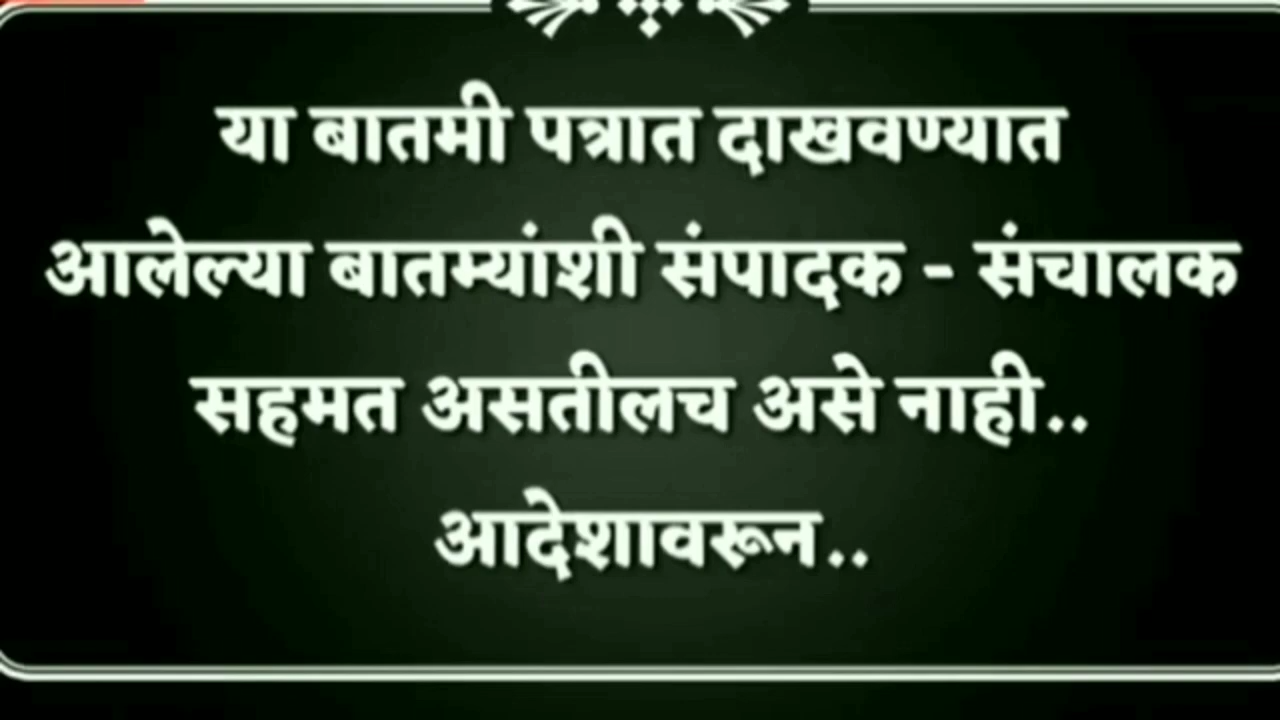 या बातमी पत्रात दाखवण्यात
आलेल्या बातम्यांशी संपादक - संचालक
सहमत असतीलच असे नाही..
आदेशावरून..